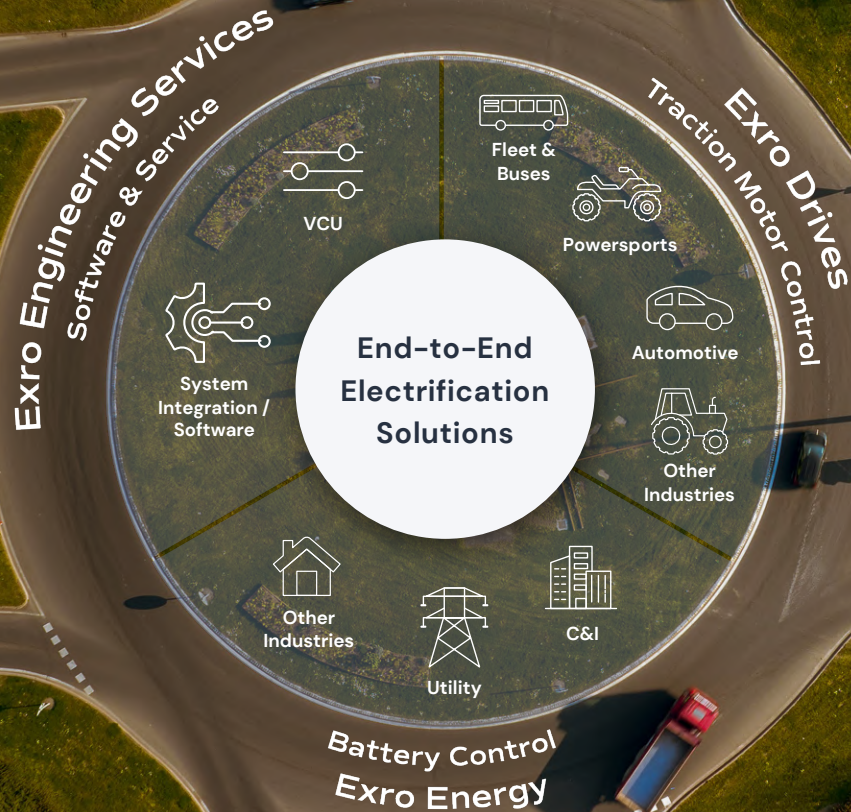 Exro Engineering Services
Software & Service
Exro Drives
Traction Motor Control
VCU
System
Integration /
Software
Fleet &
Buses
Powersports
Automotive
Other
Industries
End-to-End
Electrification
Solutions
Other
Industries
Utility
C&I
Battery Control
Exro Energy